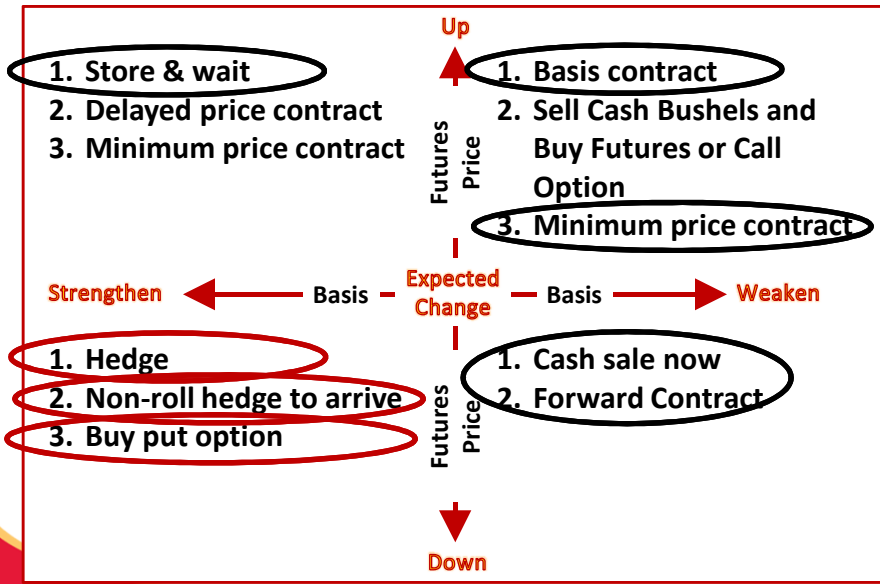 Up
1. Store & wait
2. Delayed price contract
3. Minimum price contract
Futures
Price
1. Basis contract
2. Sell Cash Bushels and
Buy Futures or Call
Option
3. Minimum price contract
Strengthen
Basis
Expected
Change
Basis
Weaken
1. Hedge
2. Non-roll hedge to arrive
3. Buy put option
Futures
Price
1. Cash sale now
2. Forward Contract
Down